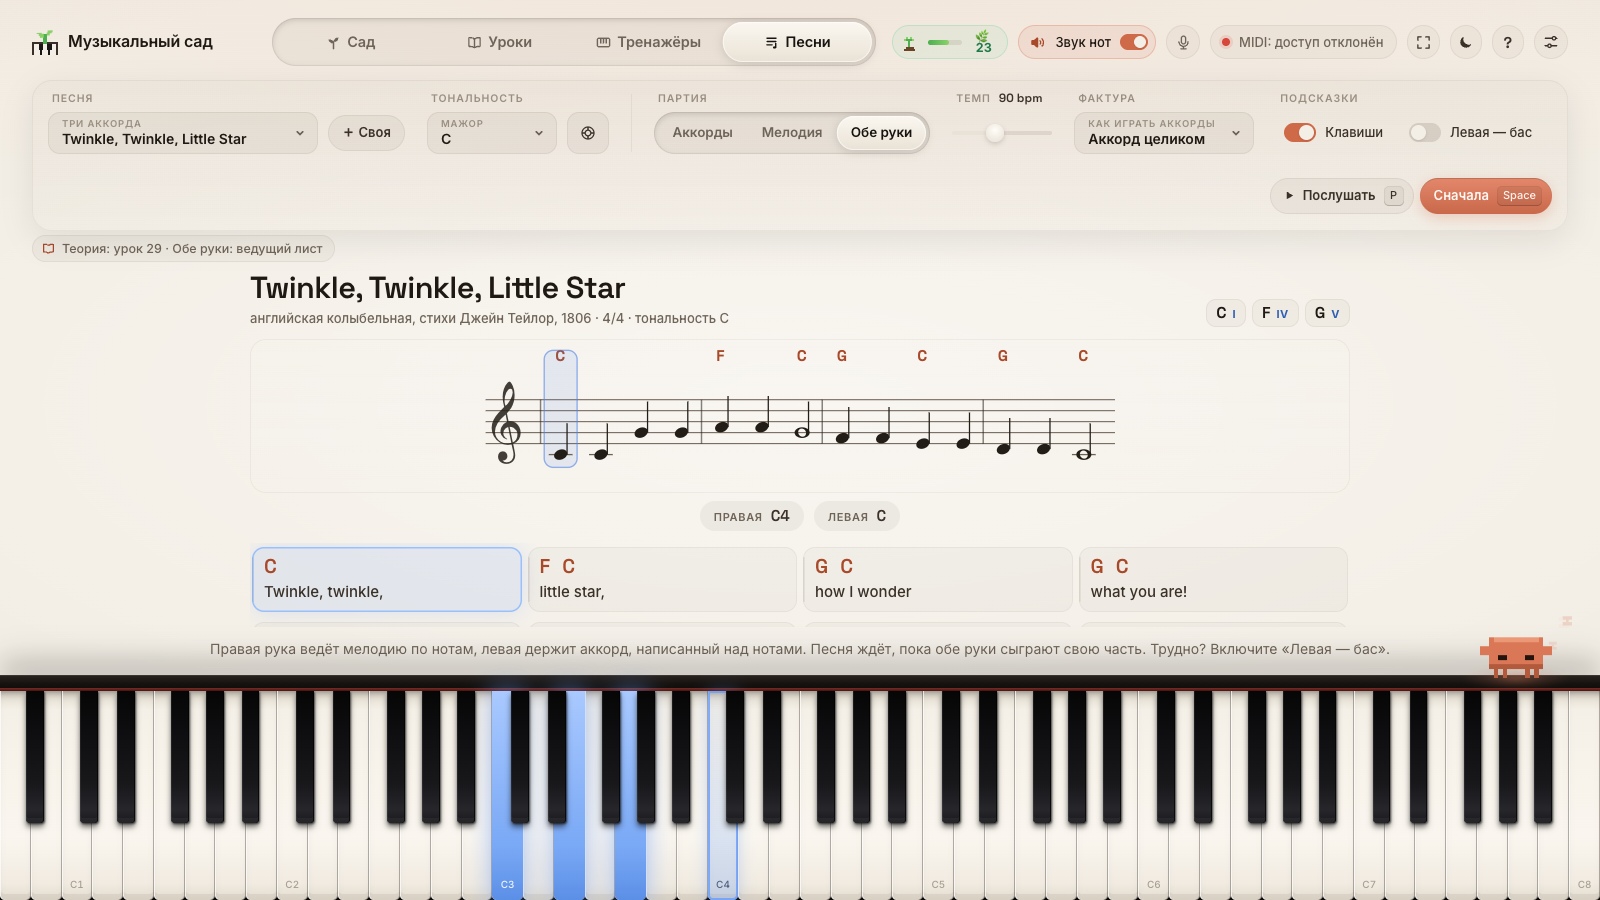 Музыкальный сад
Сад
Уроки
Тренажёры
Песни
23
Звук нот
MIDI: доступ отклонён
?
ПЕСНЯ
ТРИ АККОРДА
Twinkle, Twinkle, Little Star
+ Своя
ТОНАЛЬНОСТЬ
МАЖОР
C
ПАРТИЯ
Аккорды
Мелодия
Обе руки
ТЕМП 90 bpm
ФАКТУРА
КАК ИГРАТЬ АККОРДЫ
Аккорд целиком
ПОДСКАЗКИ
Клавиши
Левая — бас
Послушать P
Сначала Space
Теория: урок 29 · Обе руки: ведущий лист
Twinkle, Twinkle, Little Star
английская колыбельная, стихи Джейн Тейлор, 1806 · 4/4 · тональность C
C I F IV G V
C F C G C G C
ПРАВАЯ C4 ЛЕВАЯ C
C
Twinkle, twinkle,
F C
little star,
G C
how I wonder
G C
what you are!
Правая рука ведёт мелодию по нотам, левая держит аккорд, написанный над нотами. Песня ждёт, пока обе руки сыграют свою часть. Трудно? Включите «Левая — бас».
C1 C2 C3 C4 C5 C6 C7 C8